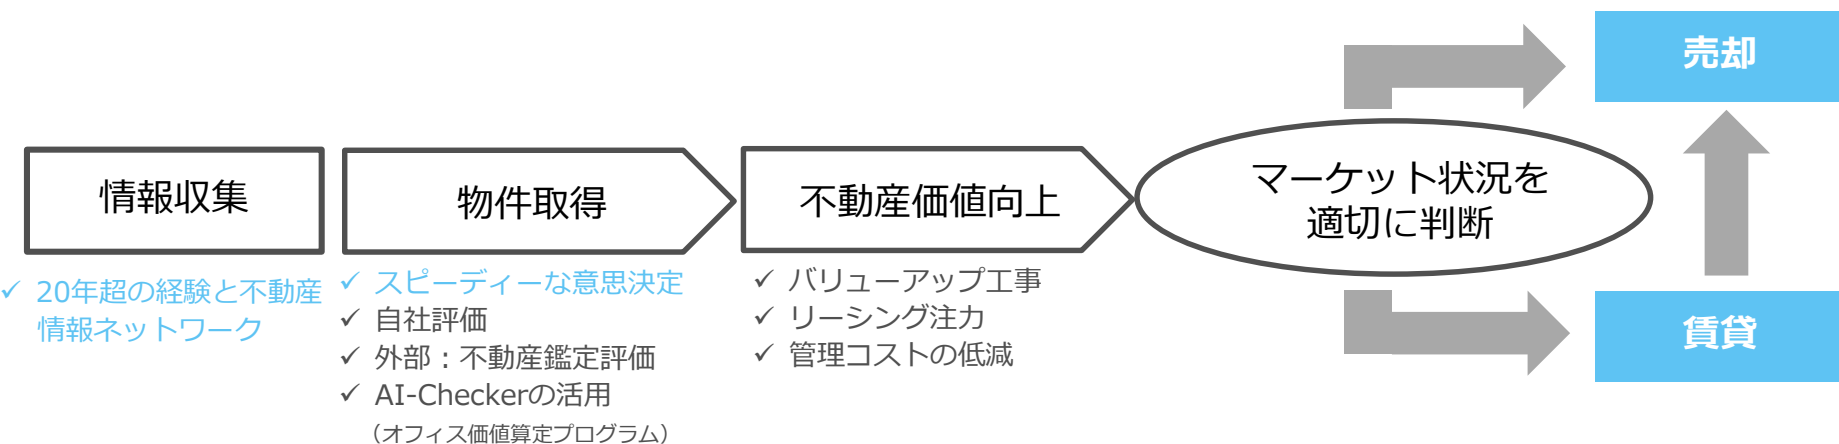 情報収集
✓ 20年超の経験と不動産
情報ネットワーク
物件取得
✓ スピーディーな意思決定
✓ 自社評価
✓ 外部：不動産鑑定評価
✓ AI-Checkerの活用
（オフィス価値算定プログラム）
不動産価値向上
✓ バリューアップ工事
✓ リーシング注力
✓ 管理コストの低減
マーケット状況を
適切に判断
売却
賃貸